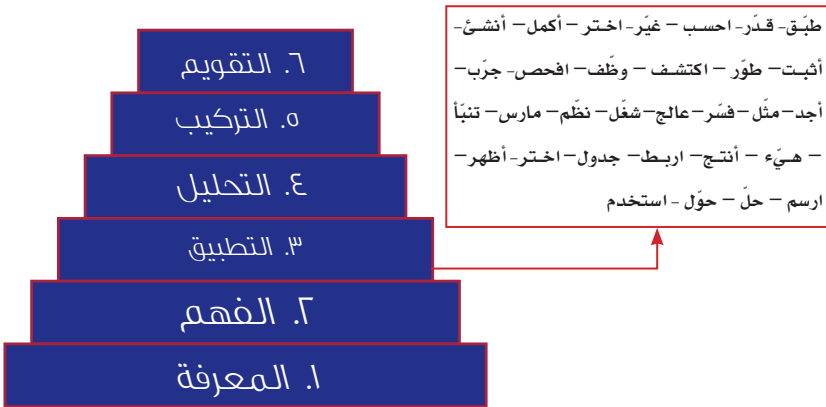 طبّق- قدّر- احسب – غيّر- اختر – أكمل – أنشئ-
أثبت – طوّر – اكتشف – وظّف – افحص- جرّب–
أجد– مثّل – فسّر– عالج– شغّل – نظّم – مارس – تنبّأ
– هيّء – أنتج – اربط – جدول – اختر- أظهر–
ارسم – حلّ – حوّل - استخدم
٦. التقويم
٥. التركيب
٤. التحليل
٣. التطبيق
٢. الفهم
١. المعرفة